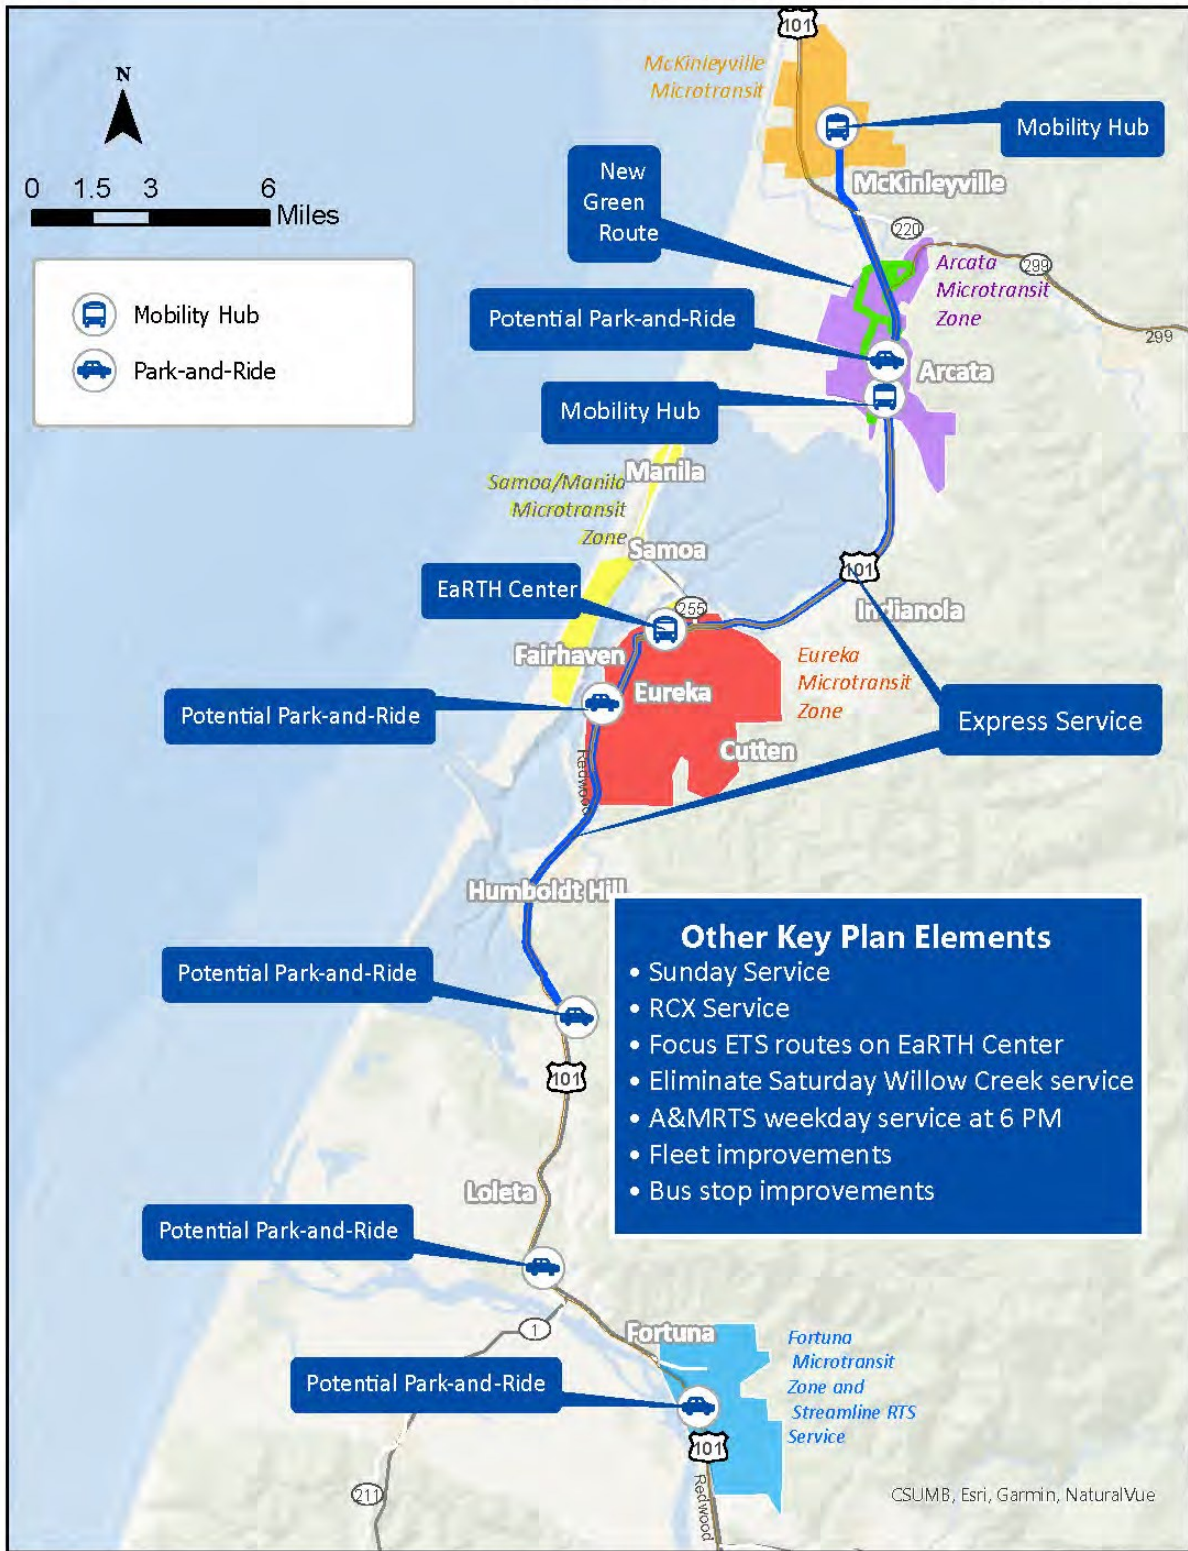 101
McKinleyville
Microtransit
N
Mobility Hub
0 1.5 3 6
Miles
New
Green
Route
McKinleyville
220
299
Arcata
Microtransit
Zone
299
Mobility Hub
Park-and-Ride
Potential Park-and-Ride
Arcata
Mobility Hub
Manila
Samoa/Manila
Microtransit
Zone
Samoa
101
EaRTH Center
255
Indianola
Fairhaven
Eureka
Microtransit
Zone
Eureka
Potential Park-and-Ride
Express Service
Cutten
Redwood
Humboldt Hill
Other Key Plan Elements
• Sunday Service
• RCX Service
• Focus ETS routes on EaRTH Center
• Eliminate Saturday Willow Creek service
• A&MRTS weekday service at 6 PM
• Fleet improvements
• Bus stop improvements
Potential Park-and-Ride
101
Loleta
Potential Park-and-Ride
1
Fortuna
Fortuna
Microtransit
Zone and
Streamline RTS
Service
Potential Park-and-Ride
101
Redwood
211
CSUMB, Esri, Garmin, NaturalVue